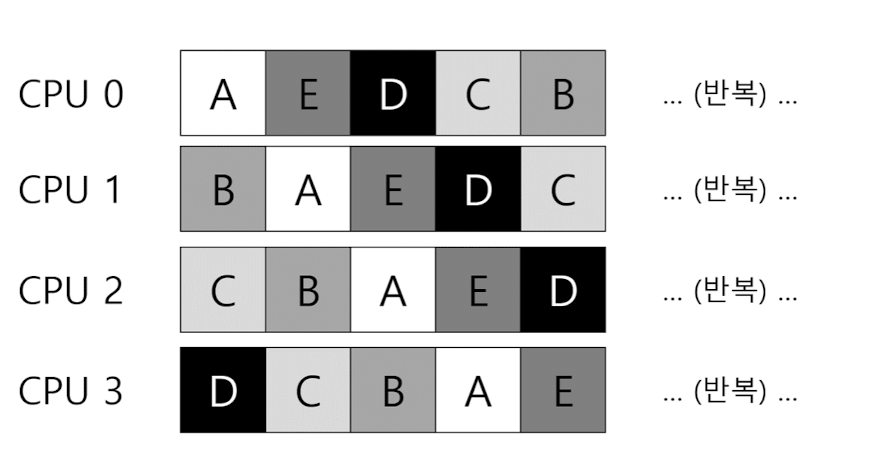 CPU 0 A E D C B ... (반복) ...
CPU 1 B A E D C ... (반복) ...
CPU 2 C B A E D ... (반복) ...
CPU 3 D C B A E ... (반복) ...